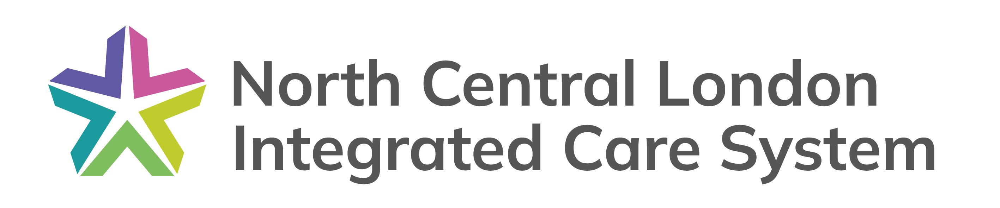 North Central London
Integrated Care System